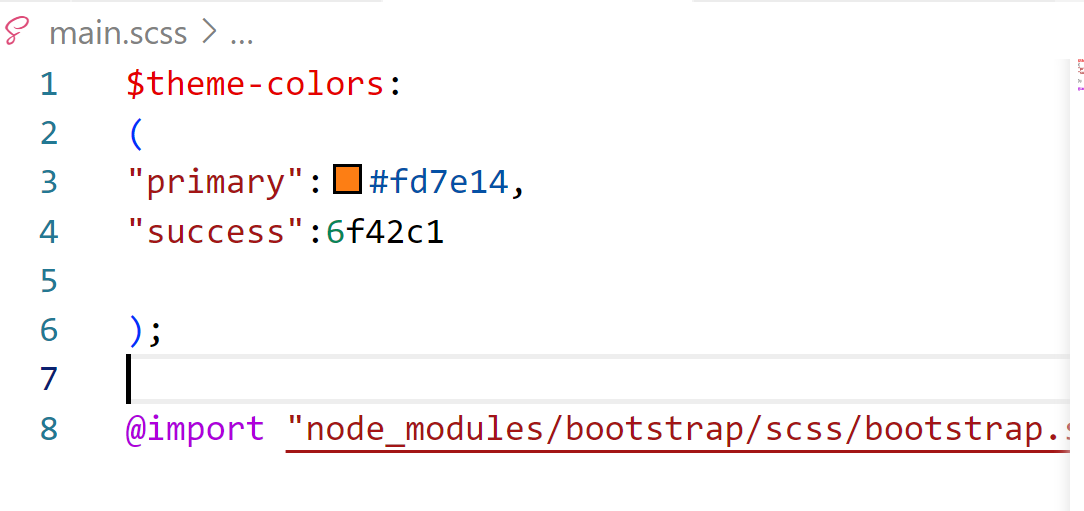 main.scss > ...
1 $theme-colors:
2 (
3 "primary":#fd7e14,
4 "success":6f42c1
5
6 );
7
8 @import "node_modules/bootstrap/scss/bootstrap.s